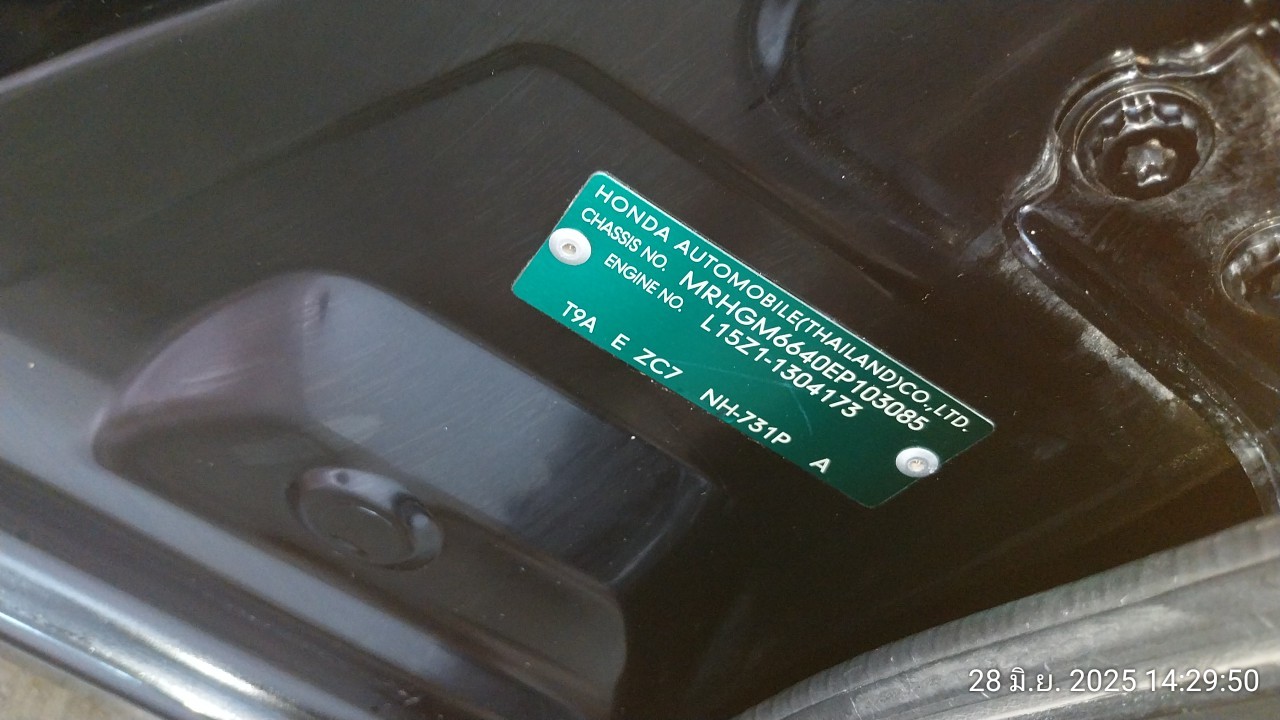 HONDA AUTOMOBILE(THAILAND)CO.,LTD.
CHASSIS NO. MRHGM6640EP103085
ENGINE NO. L15Z1-1304173
T9A E ZC7 NH-731P A
28 มิ.ย. 2025 14:29:50